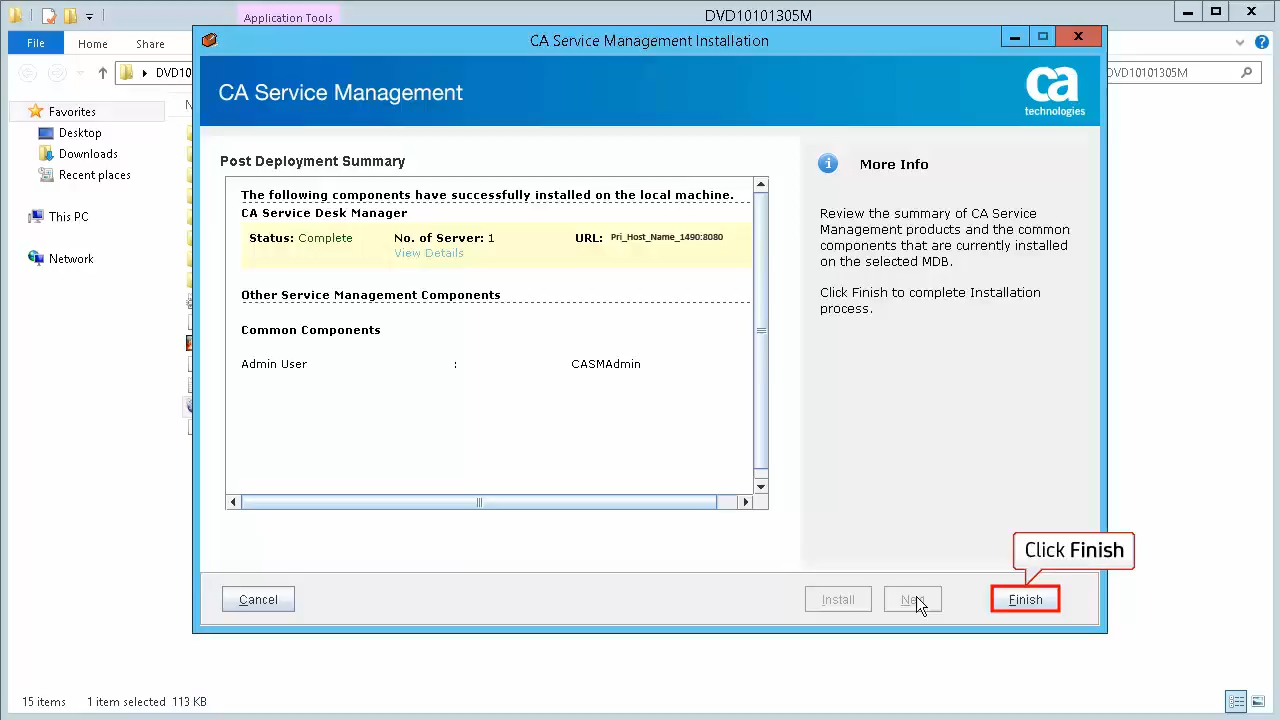 Application Tools
DVD10101305M
File
Home
Share
DVD10
DVD10101305M
Favorites
Desktop
Downloads
Recent places
This PC
Network
CA Service Management Installation
CA Service Management
ca
technologies
Post Deployment Summary
The following components have successfully installed on the local machine.
CA Service Desk Manager
Status: Complete
No. of Server: 1
URL: Pri_Host_Name_1490:8080
View Details
Other Service Management Components
Common Components
Admin User : CASMAdmin
More Info
Review the summary of CA Service
Management products and the common
components that are currently installed
on the selected MDB.
Click Finish to complete Installation
process.
Click Finish
Cancel
Install
Finish
15 items 1 item selected 113 KB